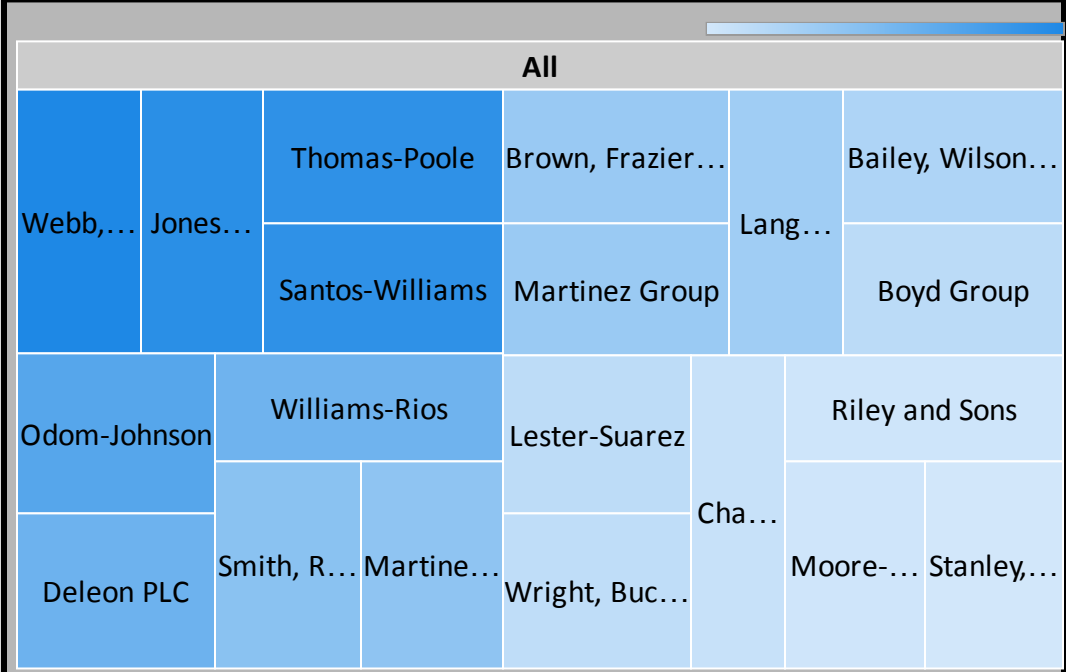 All
Webb,...
Jones...
Thomas-Poole
Santos-Williams
Brown, Frazier...
Martinez Group
Lang...
Bailey, Wilson...
Boyd Group
Odom-Johnson
Deleon PLC
Williams-Rios
Smith, R...
Martine...
Lester-Suarez
Wright, Buc...
Cha...
Riley and Sons
Moore-...
Stanley,...